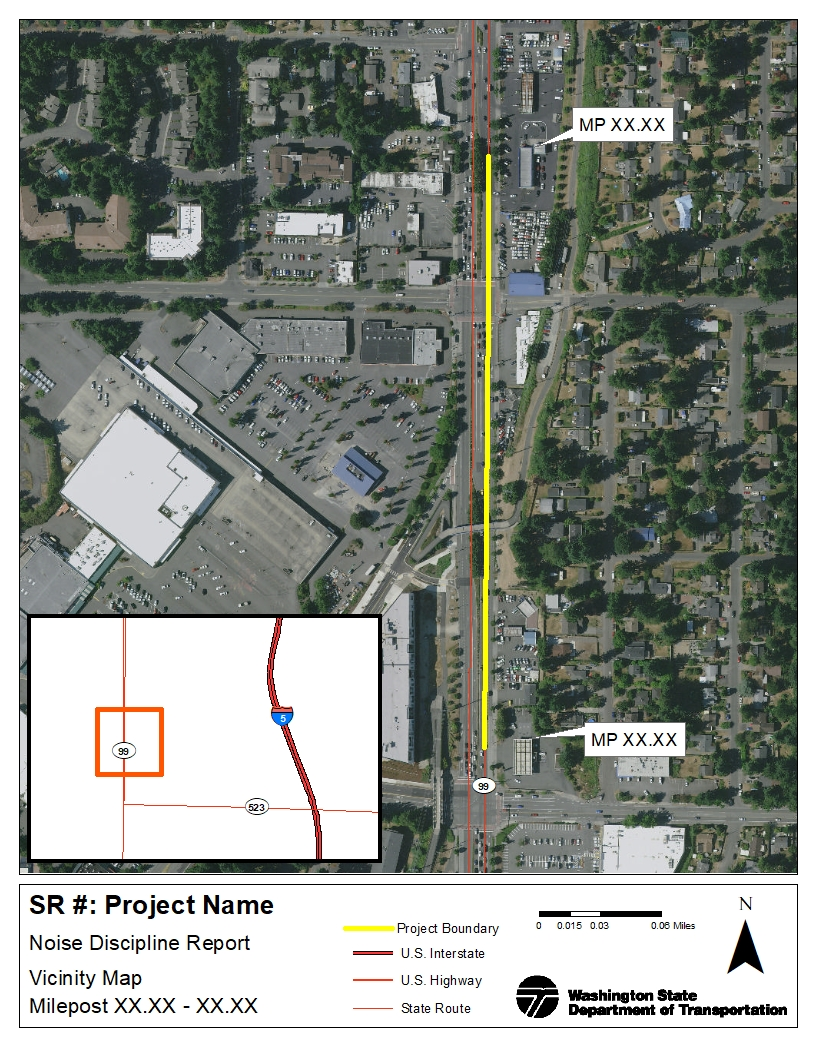 MP XX.XX
MP XX.XX
99
5
99
523
SR #: Project Name
Noise Discipline Report
Vicinity Map
Milepost XX.XX - XX.XX
Project Boundary
U.S. Interstate
U.S. Highway
State Route
0 0.015 0.03 0.06 Miles
N
Washington State
Department of Transportation